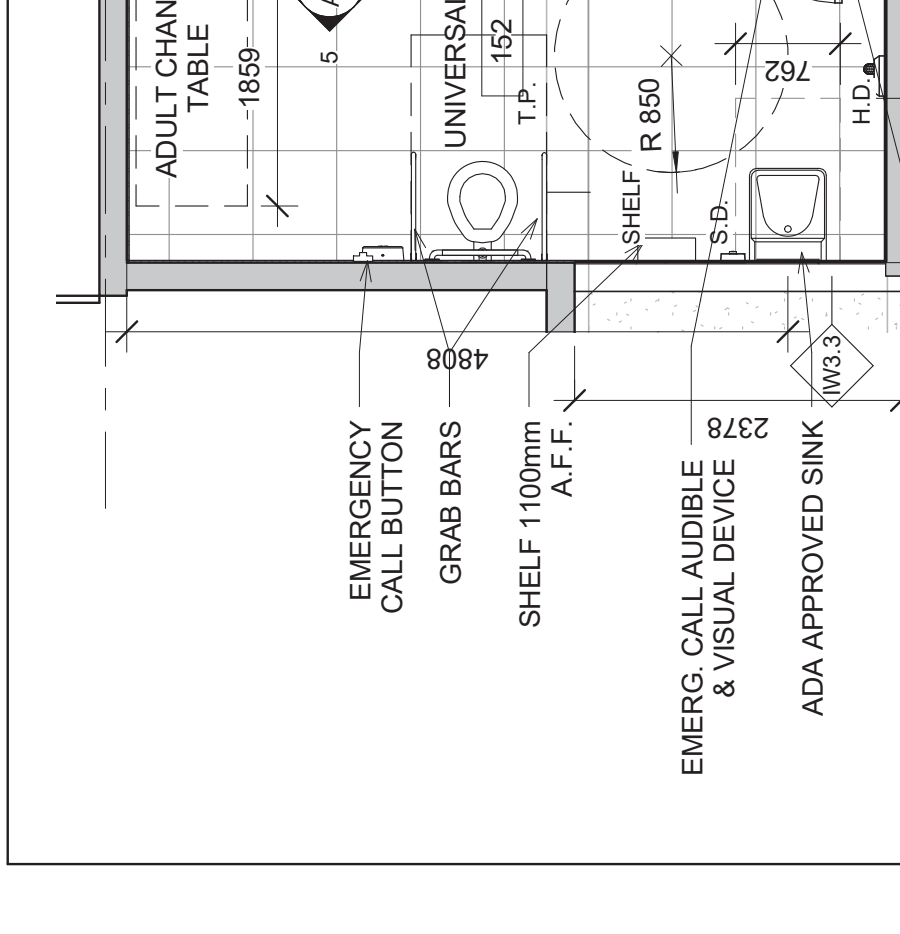 ADULT CHAN
TABLE
1859
5
UNIVERSAL
152
T.P.
R 850
762
H.D.
SHELF
S.D.
4808
2378
IW3.3
EMERGENCY
CALL BUTTON
GRAB BARS
SHELF 1100mm
A.F.F.
EMERG. CALL AUDIBLE
& VISUAL DEVICE
ADA APPROVED SINK